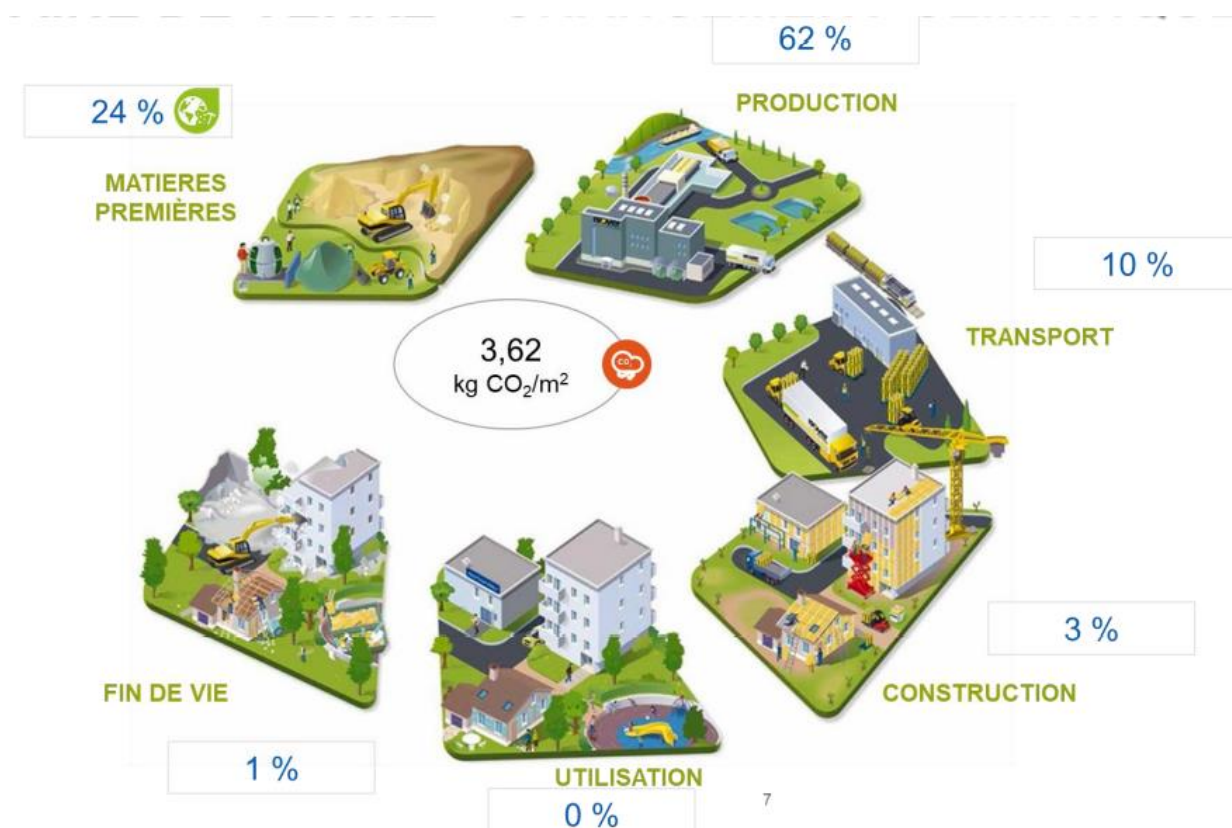 62 %
24 %
PRODUCTION
MATIERES
PREMIÈRES
10 %
TRANSPORT
3,62
kg CO₂/m²
CO₂
3 %
FIN DE VIE
CONSTRUCTION
1 %
UTILISATION
7
0 %